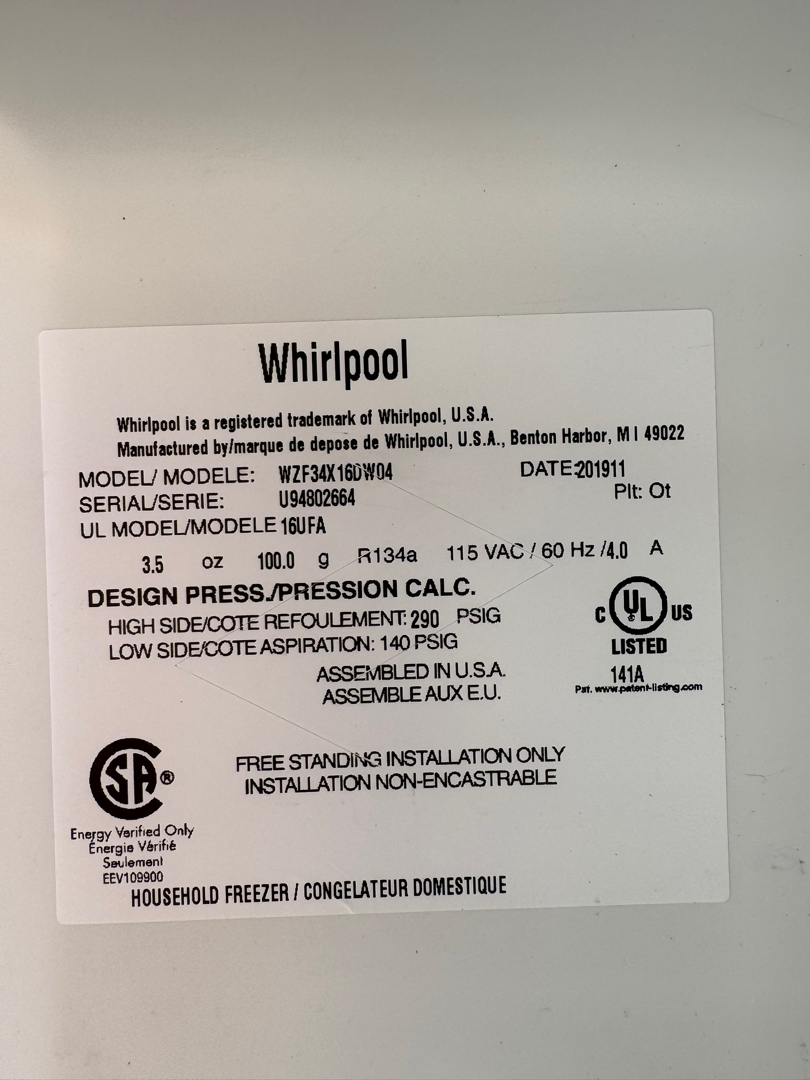 Whirlpool
Whirlpool is a registered trademark of Whirlpool, U.S.A.
Manufactured by/marque de depose de Whirlpool, U.S.A., Benton Harbor, M I 49022
MODEL/ MODELE: WZF34X16DW04 DATE:201911
SERIAL/SERIE: U94802664 Plt: Ot
UL MODEL/MODELE 16UFA
3.5 oz 100.0 g R134a 115 VAC / 60 Hz /4.0 A
DESIGN PRESS./PRESSION CALC.
HIGH SIDE/COTE REFOULEMENT: 290 PSIG
LOW SIDE/COTE ASPIRATION: 140 PSIG
C UL US
LISTED
141A
Pat. www.patent-listing.com
ASSEMBLED IN U.S.A.
ASSEMBLE AUX E.U.
FREE STANDING INSTALLATION ONLY
INSTALLATION NON-ENCASTRABLE
SA®
Energy Verified Only
Énergie Vérifié
Seulement
EEV109900
HOUSEHOLD FREEZER / CONGELATEUR DOMESTIQUE